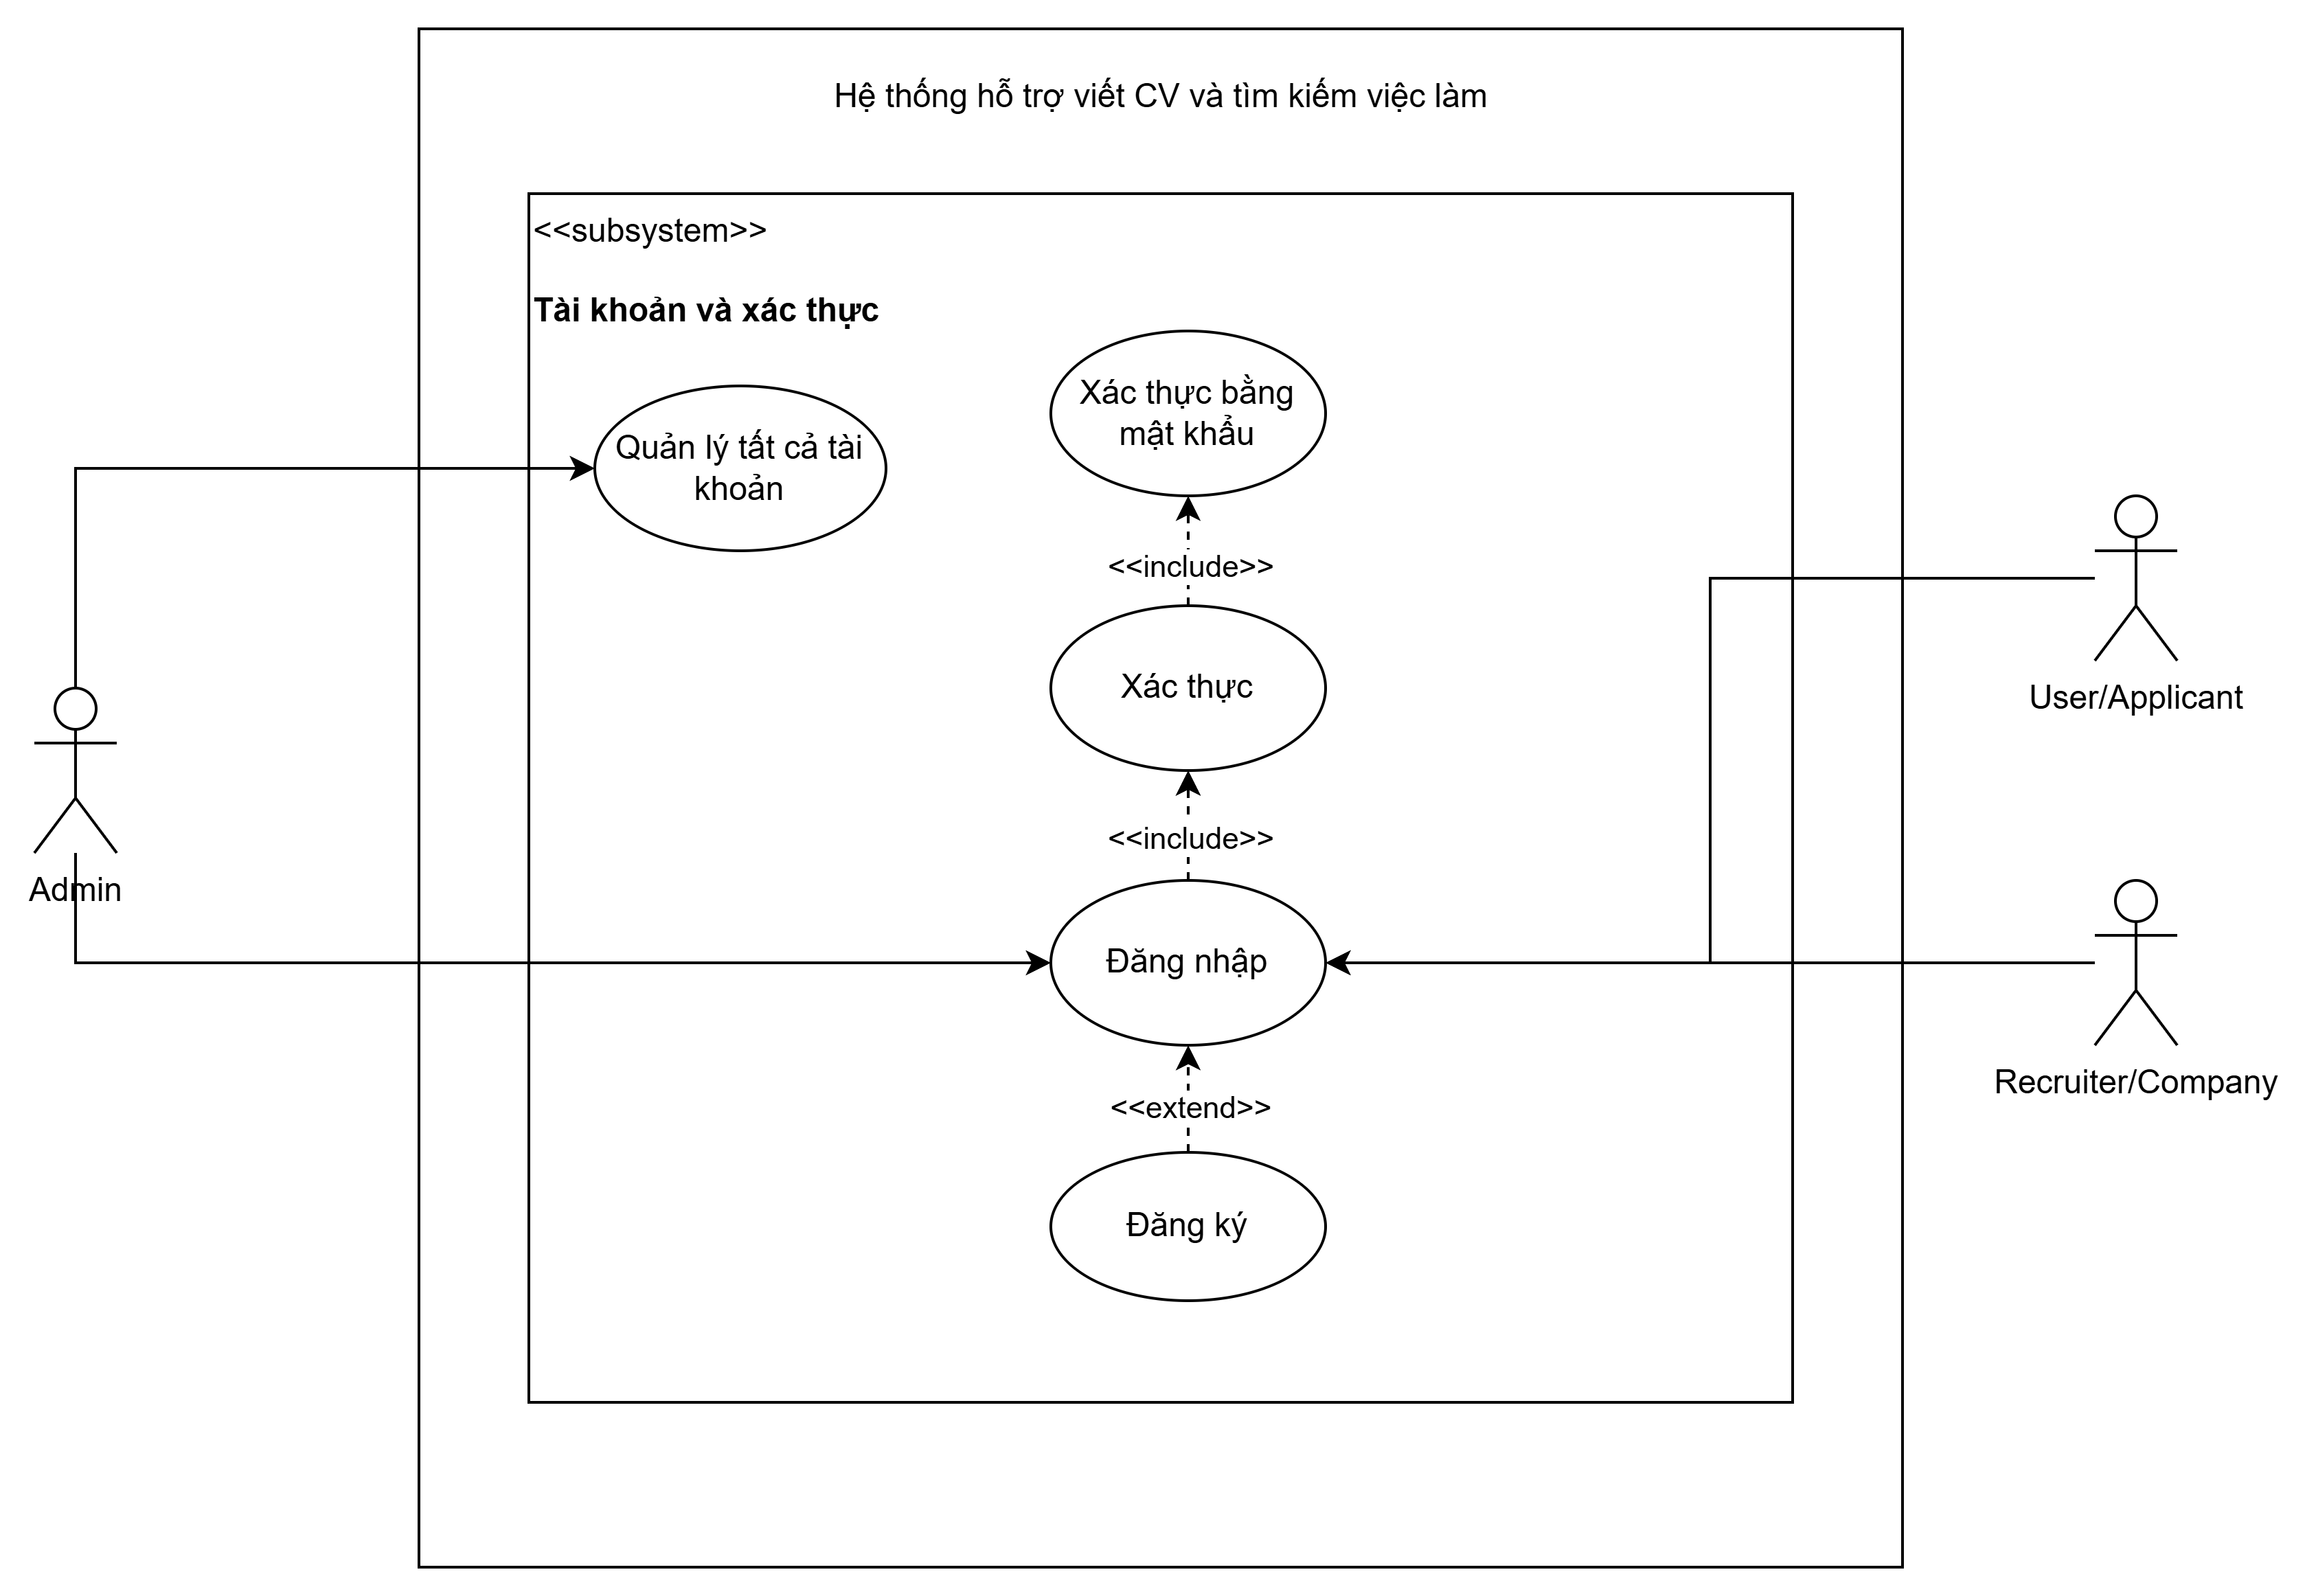 Hệ thống hỗ trợ viết CV và tìm kiếm việc làm
<<subsystem>>
Tài khoản và xác thực
Xác thực bằng
mật khẩu
Quản lý tất cả tài
khoản
<<include>>
Xác thực
User/Applicant
<<include>>
Admin
Đăng nhập
Recruiter/Company
<<extend>>
Đăng ký